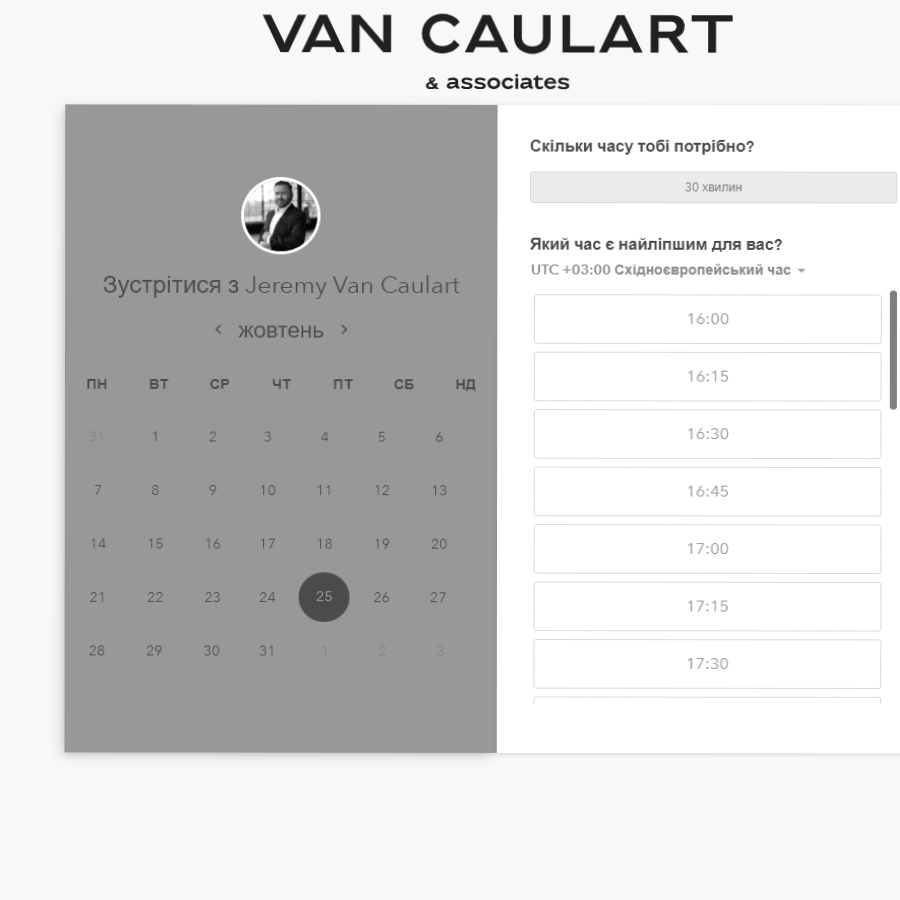 VAN CAULART
& associates
Зустрітися з Jeremy Van Caulart
жовтень
ПН ВТ СР ЧТ ПТ СБ НД
31 1 2 3 4 5 6
7 8 9 10 11 12 13
14 15 16 17 18 19 20
21 22 23 24 25 26 27
28 29 30 31 1 2 3
Скільки часу тобі потрібно?
30 хвилин
Який час є найліпшим для вас?
UTC +03:00 Східноєвропейський час
16:00
16:15
16:30
16:45
17:00
17:15
17:30